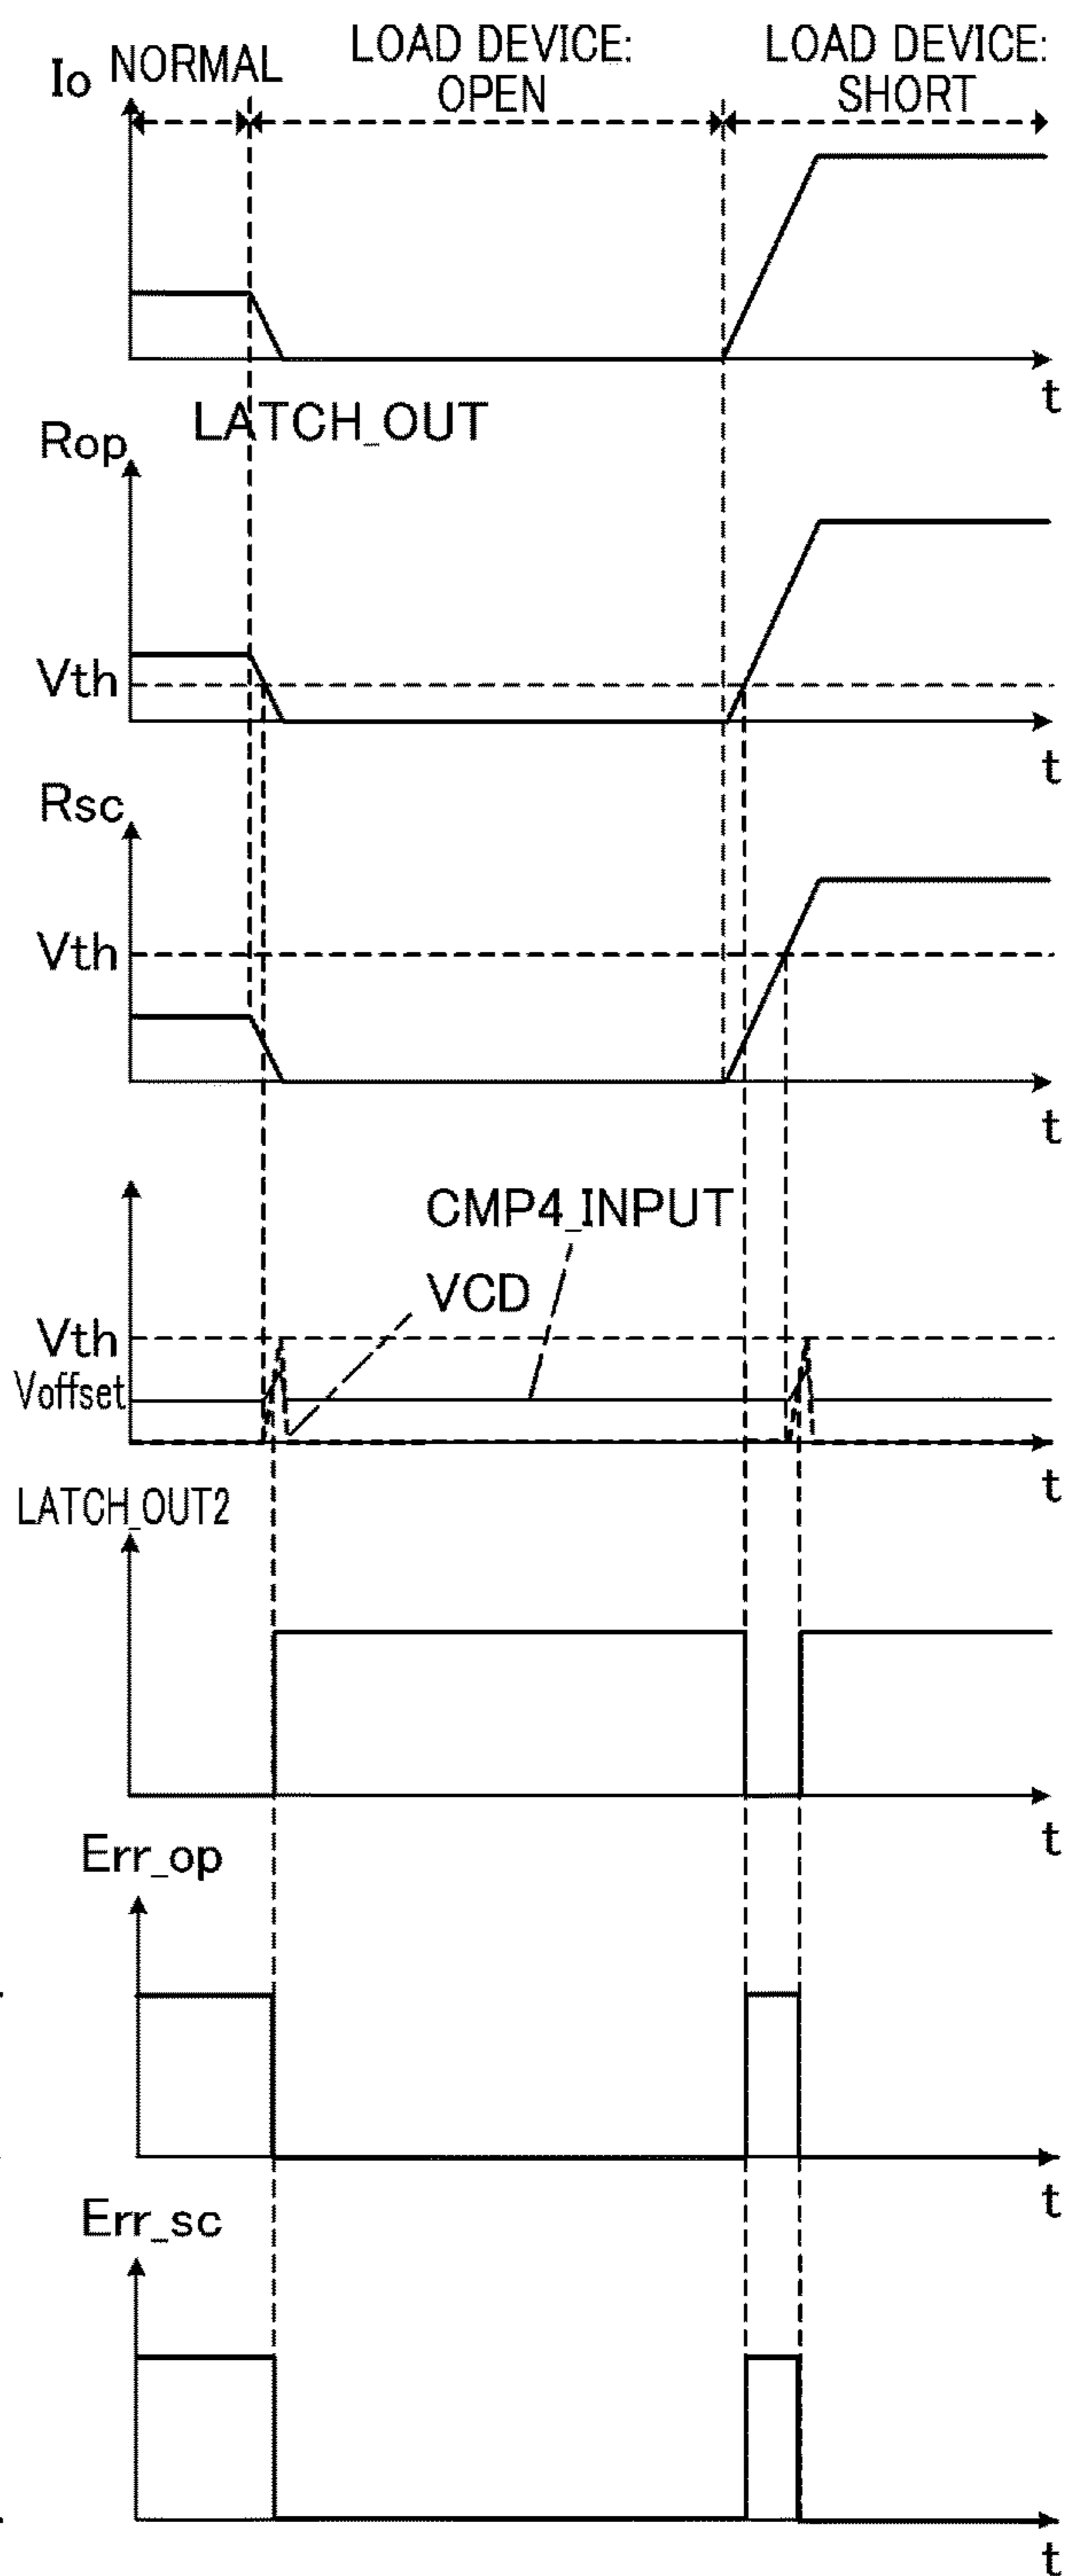 Io
NORMAL
LOAD DEVICE:
OPEN
LOAD DEVICE:
SHORT
t
LATCH_OUT
Rop
Vth
t
Rsc
Vth
t
CMP4_INPUT
VCD
Vth
Voffset
t
LATCH_OUT2
t
Err_op
t
Err_sc
t